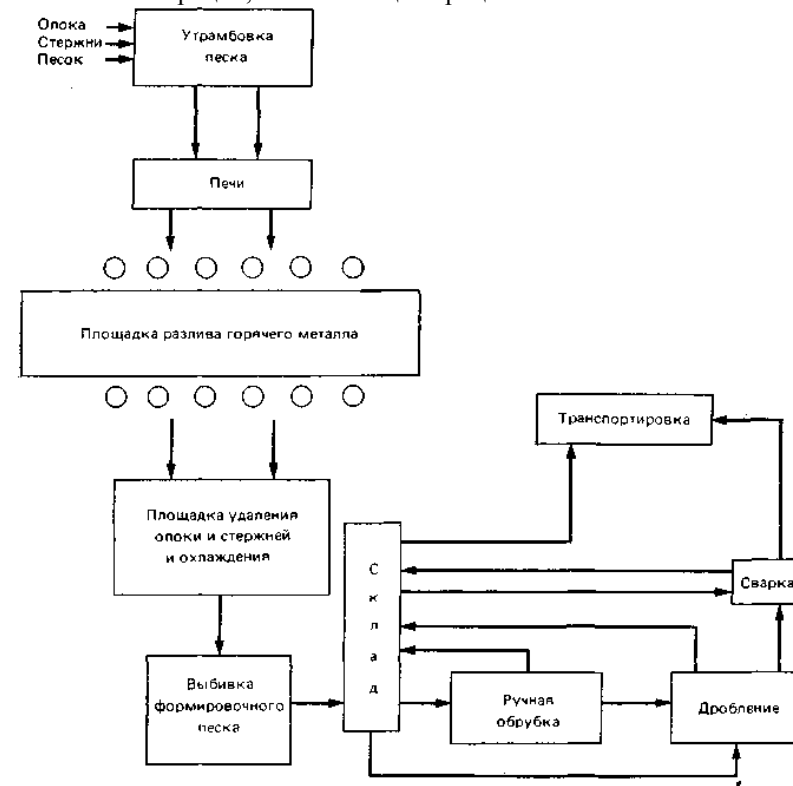 Опока
Стержни
Песок
Утрамбовка
песка
Печи
Площадка разлива горячего металла
Транспортировка
Площадка удаления
опоки и стержней
и охлаждения
Склад
Сварка
Выбивка
формировочного
песка
Ручная
обрубка
Дробление